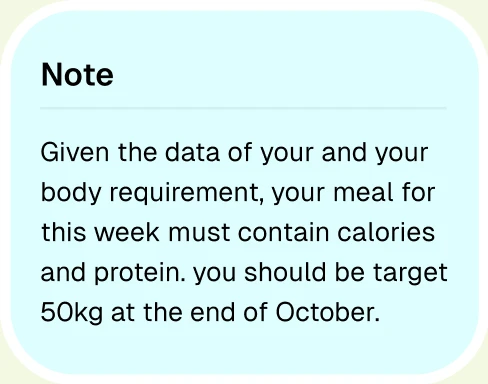 Note
Given the data of your and your
body requirement, your meal for
this week must contain calories
and protein. you should be target
50kg at the end of October.